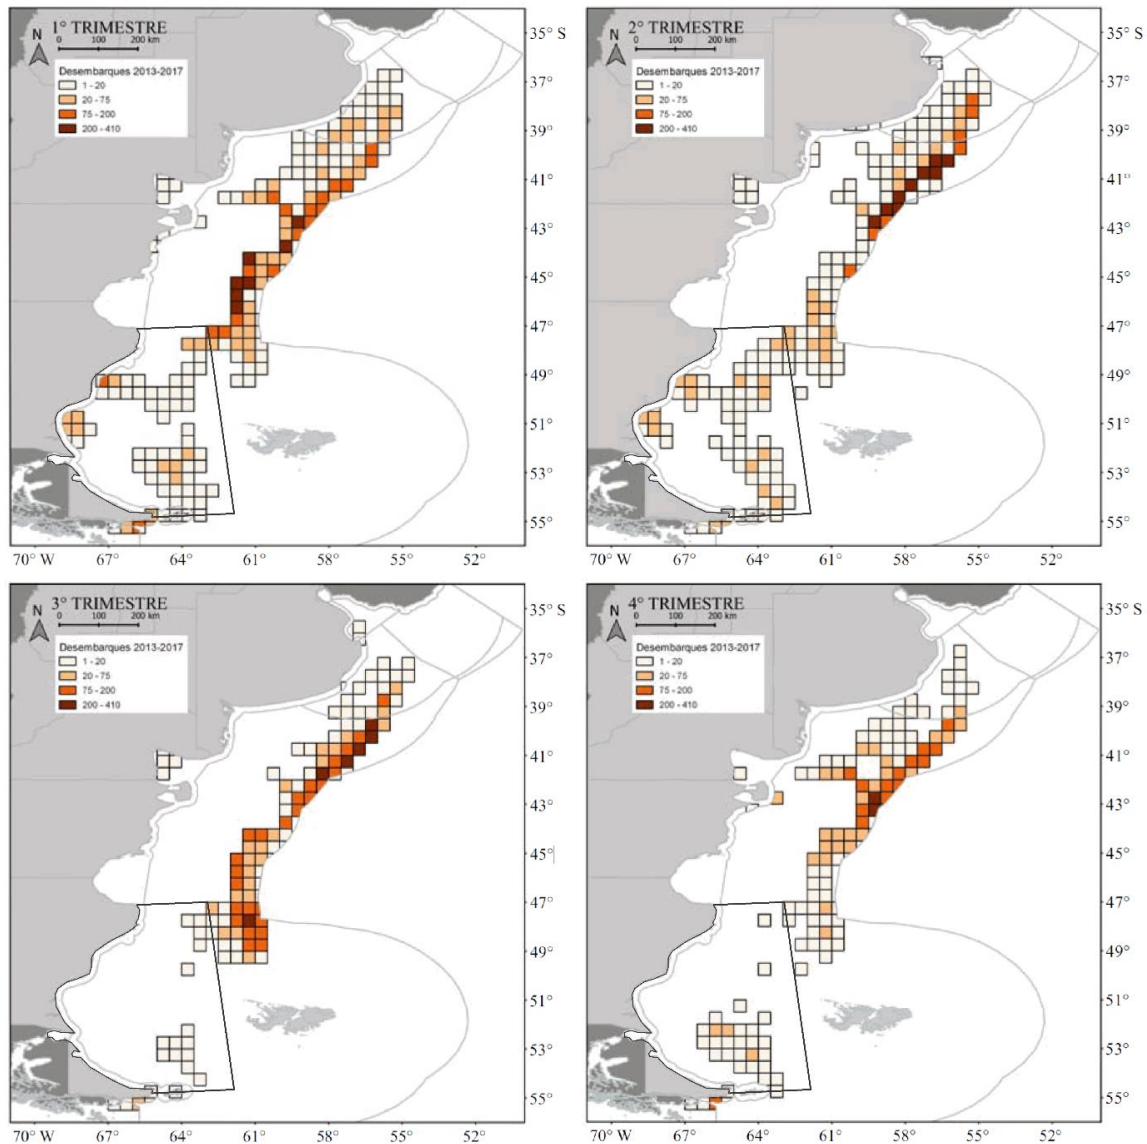 1° TRIMESTRE
N
0 100 200 km
Desembarques 2013-2017
1 - 20
20 - 75
75 - 200
200 - 410
2° TRIMESTRE
N
0 100 200 km
Desembarques 2013-2017
1 - 20
20 - 75
75 - 200
200 - 410
35° S
37°
39°
41°
43°
45°
47°
49°
51°
53°
55°
35° S
37°
39°
41°
43°
45°
47°
49°
51°
53°
55°
70° W 67° 64° 61° 58° 55° 52°
70° W 67° 64° 61° 58° 55° 52°
3° TRIMESTRE
N
0 100 200 km
Desembarques 2013-2017
1 - 20
20 - 75
75 - 200
200 - 410
4° TRIMESTRE
N
0 100 200 km
Desembarques 2013-2017
1 - 20
20 - 75
75 - 200
200 - 410
35° S
37°
39°
41°
43°
45°
47°
49°
51°
53°
55°
35° S
37°
39°
41°
43°
45°
47°
49°
51°
53°
55°
70° W 67° 64° 61° 58° 55° 52°
70° W 67° 64° 61° 58° 55° 52°